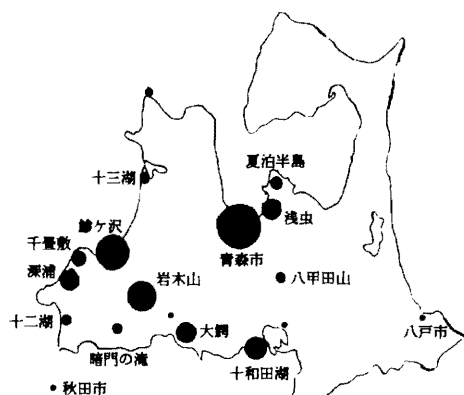 夏泊半島
十三湖
浅虫
鯵ケ沢
千畳敷
青森市
深浦
岩木山
八甲田山
十二湖
大鰐
八戸市
暗門の滝
十和田湖
秋田市